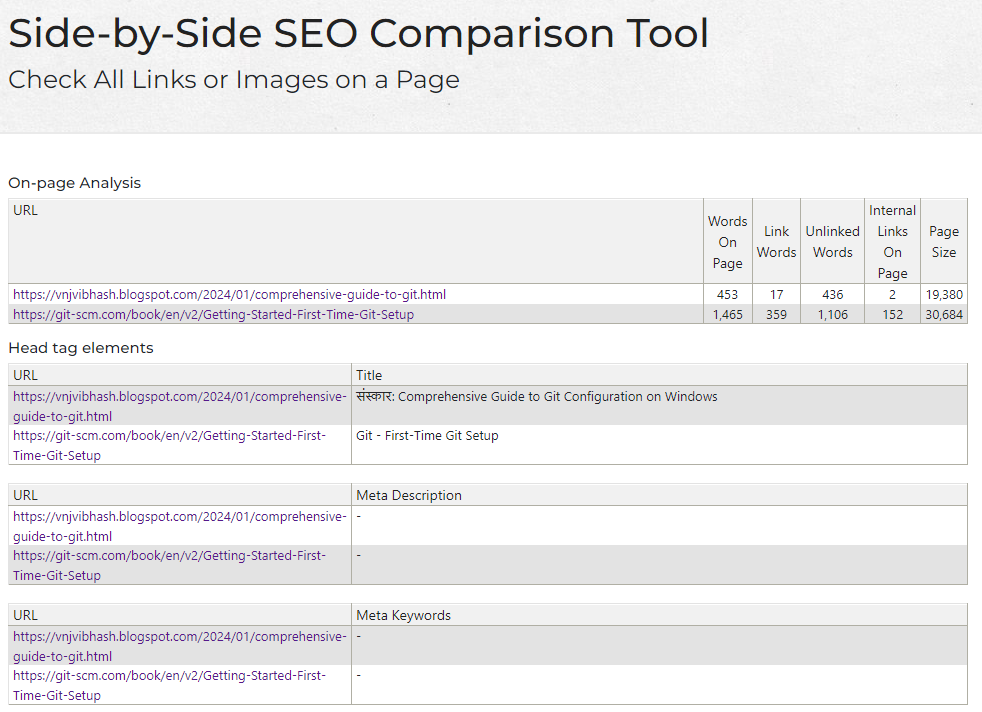 Side-by-Side SEO Comparison Tool
Check All Links or Images on a Page
On-page Analysis
URL
Words On Page
Link Words
Unlinked Words
Internal Links On Page
Page Size
https://vnjvibhash.blogspot.com/2024/01/comprehensive-guide-to-git.html 453 17 436 2 19,380
https://git-scm.com/book/en/v2/Getting-Started-First-Time-Git-Setup 1,465 359 1,106 152 30,684
Head tag elements
URL Title
https://vnjvibhash.blogspot.com/2024/01/comprehensive- संस्कार: Comprehensive Guide to Git Configuration on Windows
guide-to-git.html
https://git-scm.com/book/en/v2/Getting-Started-First- Git - First-Time Git Setup
Time-Git-Setup
URL Meta Description
https://vnjvibhash.blogspot.com/2024/01/comprehensive- -
guide-to-git.html
https://git-scm.com/book/en/v2/Getting-Started-First- -
Time-Git-Setup
URL Meta Keywords
https://vnjvibhash.blogspot.com/2024/01/comprehensive- -
guide-to-git.html
https://git-scm.com/book/en/v2/Getting-Started-First- -
Time-Git-Setup